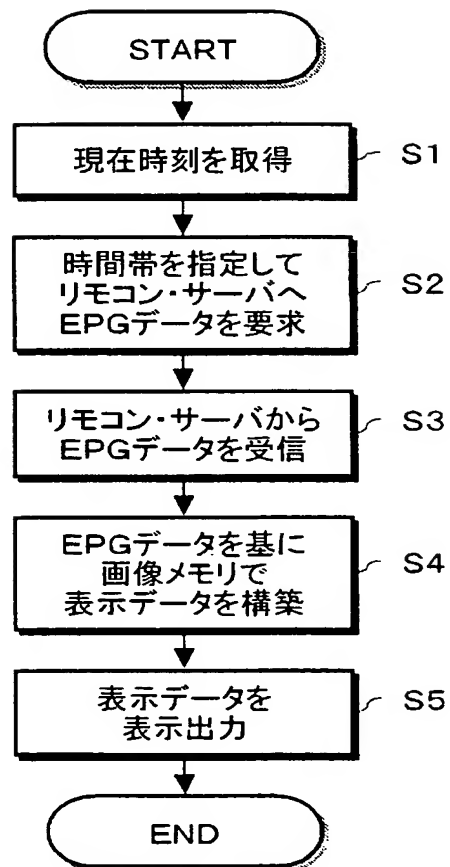 START
現在時刻を取得
S1
時間帯を指定して
リモコン・サーバへ
EPGデータを要求
S2
リモコン・サーバから
EPGデータを受信
S3
EPGデータを基に
画像メモリで
表示データを構築
S4
表示データを
表示出力
S5
END